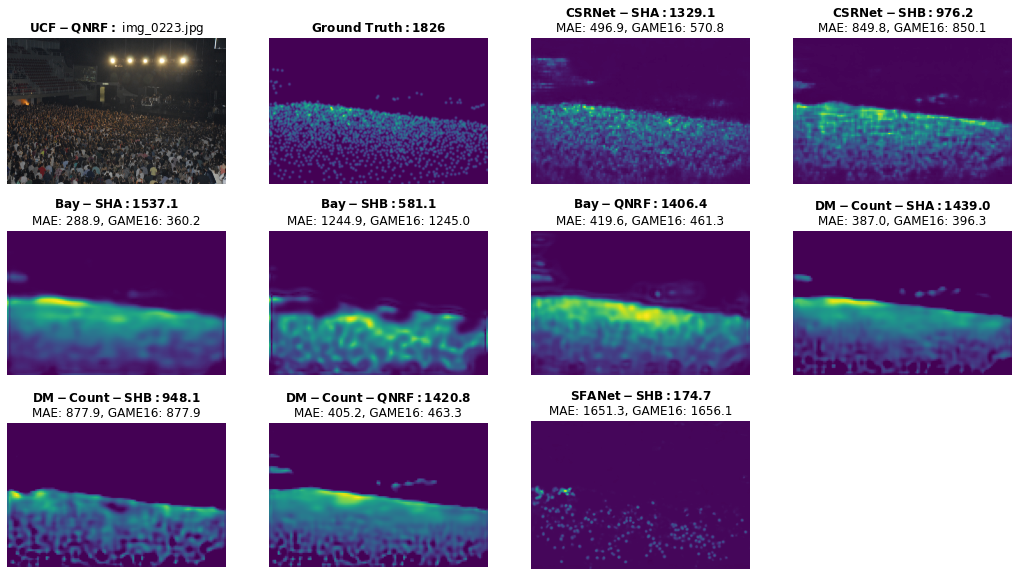 UCF − QNRF: img_0223.jpg
Ground Truth: 1826
CSRNet − SHA: 1329.1
MAE: 496.9, GAME16: 570.8
CSRNet − SHB: 976.2
MAE: 849.8, GAME16: 850.1
Bay − SHA: 1537.1
MAE: 288.9, GAME16: 360.2
Bay − SHB: 581.1
MAE: 1244.9, GAME16: 1245.0
Bay − QNRF: 1406.4
MAE: 419.6, GAME16: 461.3
DM − Count − SHA: 1439.0
MAE: 387.0, GAME16: 396.3
DM − Count − SHB: 948.1
MAE: 877.9, GAME16: 877.9
DM − Count − QNRF: 1420.8
MAE: 405.2, GAME16: 463.3
SFANet − SHB: 174.7
MAE: 1651.3, GAME16: 1656.1